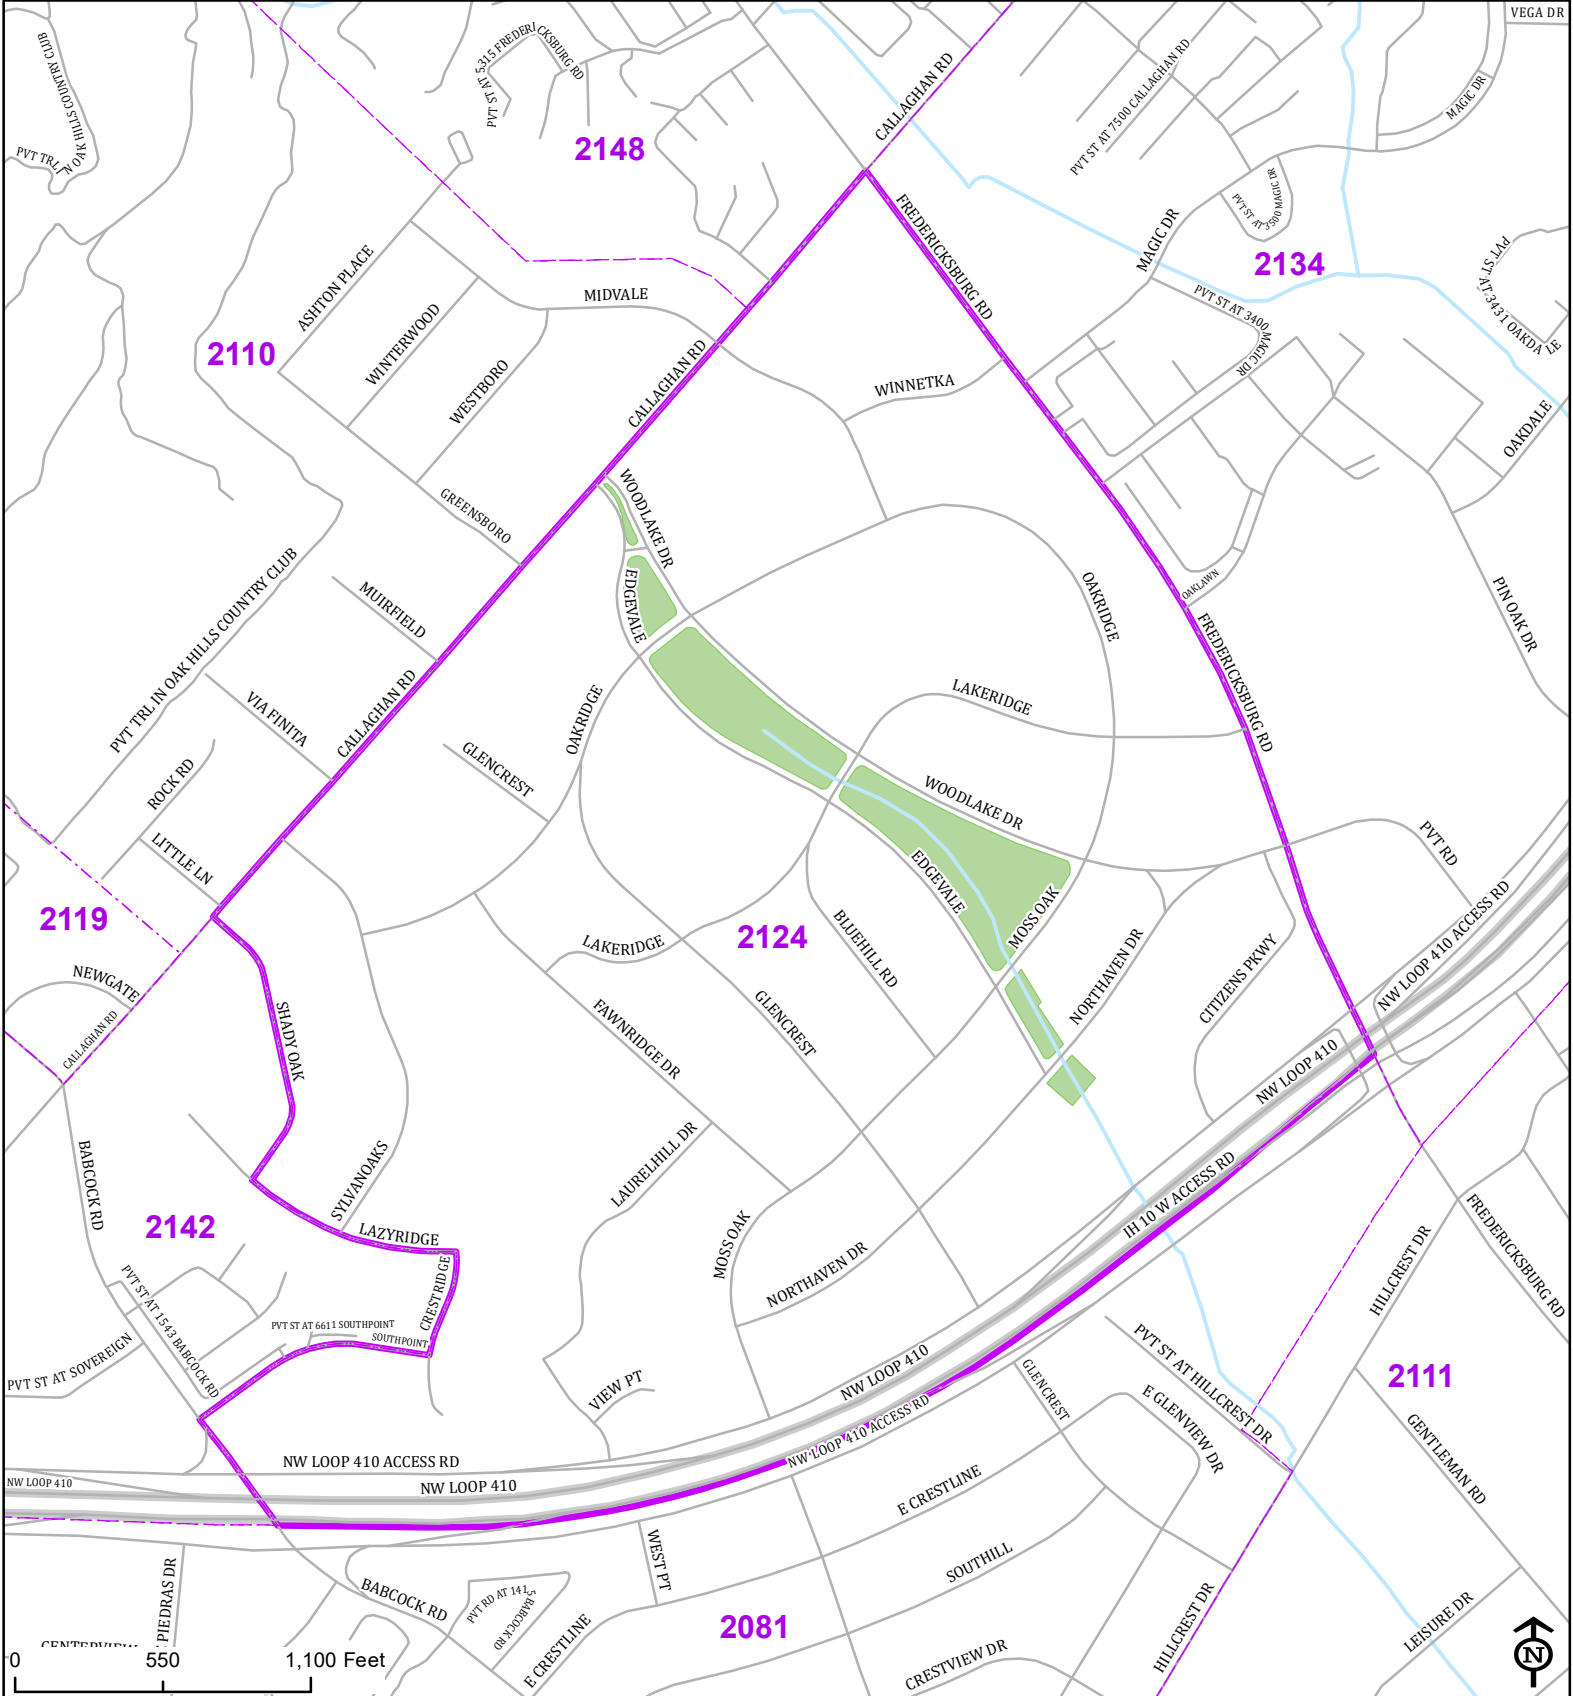 VEGA DR
PVT TRL IN OAK HILLS COUNTRY CLUB
PVT ST AT 5315 FREDERICKSBURG RD
CALLAGHAN RD
PVT ST AT 7500 CALLAGHAN RD
MAGIC DR
2148
PVT ST AT 3500 MAGIC DR
FREDERICKSBURG RD
MAGIC DR
2134
PVT ST AT 3431 OAKDALE
ASHTON PLACE
MIDVALE
PVT ST AT 3400 MAGIC DR
WINTERWOOD
2110
WESTBORO
CALLAGHAN RD
WINNETKA
OAKDALE
GREENSBORO
WOODLAKE DR
MUIRFIELD
EDGEVALE
OAKRIDGE
OAKLAWN
PIN OAK DR
PVT TRL IN OAK HILLS COUNTRY CLUB
FREDERICKSBURG RD
VIA FINITA
CALLAGHAN RD
OAKRIDGE
LAKERIDGE
ROCK RD
GLENCREST
WOODLAKE DR
LITTLE LN
PVT RD
EDGEVALE
2119
2124
LAKERIDGE
BLUEHILL RD
MOSS OAK
NORTHAVEN DR
CITIZENS PKWY
NW LOOP 410 ACCESS RD
NEWGATE
CALLAGHAN RD
SHADY OAK
FAWNRIDGE DR
GLENCREST
NW LOOP 410
BABCOCK RD
SYLVANOAKS
LAURELHILL DR
IH 10 W ACCESS RD
2142
LAZYRIDGE
MOSS OAK
NORTHAVEN DR
HILLCREST DR
FREDERICKSBURG RD
CRESTRIDGE
PVT ST AT 1543 BABCOCK RD
PVT ST AT 6611 SOUTHPOINT
SOUTHPOINT
PVT ST AT SOVEREIGN
VIEW PT
NW LOOP 410
GLENCREST
PVT ST AT HILLCREST DR
2111
E GLENVIEW DR
NW LOOP 410 ACCESS RD
GENTLEMAN RD
NW LOOP 410 ACCESS RD
NW LOOP 410
NW LOOP 410
E CRESTLINE
WEST PT
SOUTHILL
PIEDRAS DR
BABCOCK RD
PVT RD AT 1415 BABCOCK RD
E CRESTLINE
2081
HILLCREST DR
LEISURE DR
CRESTVIEW DR
0 550 1,100 Feet
N